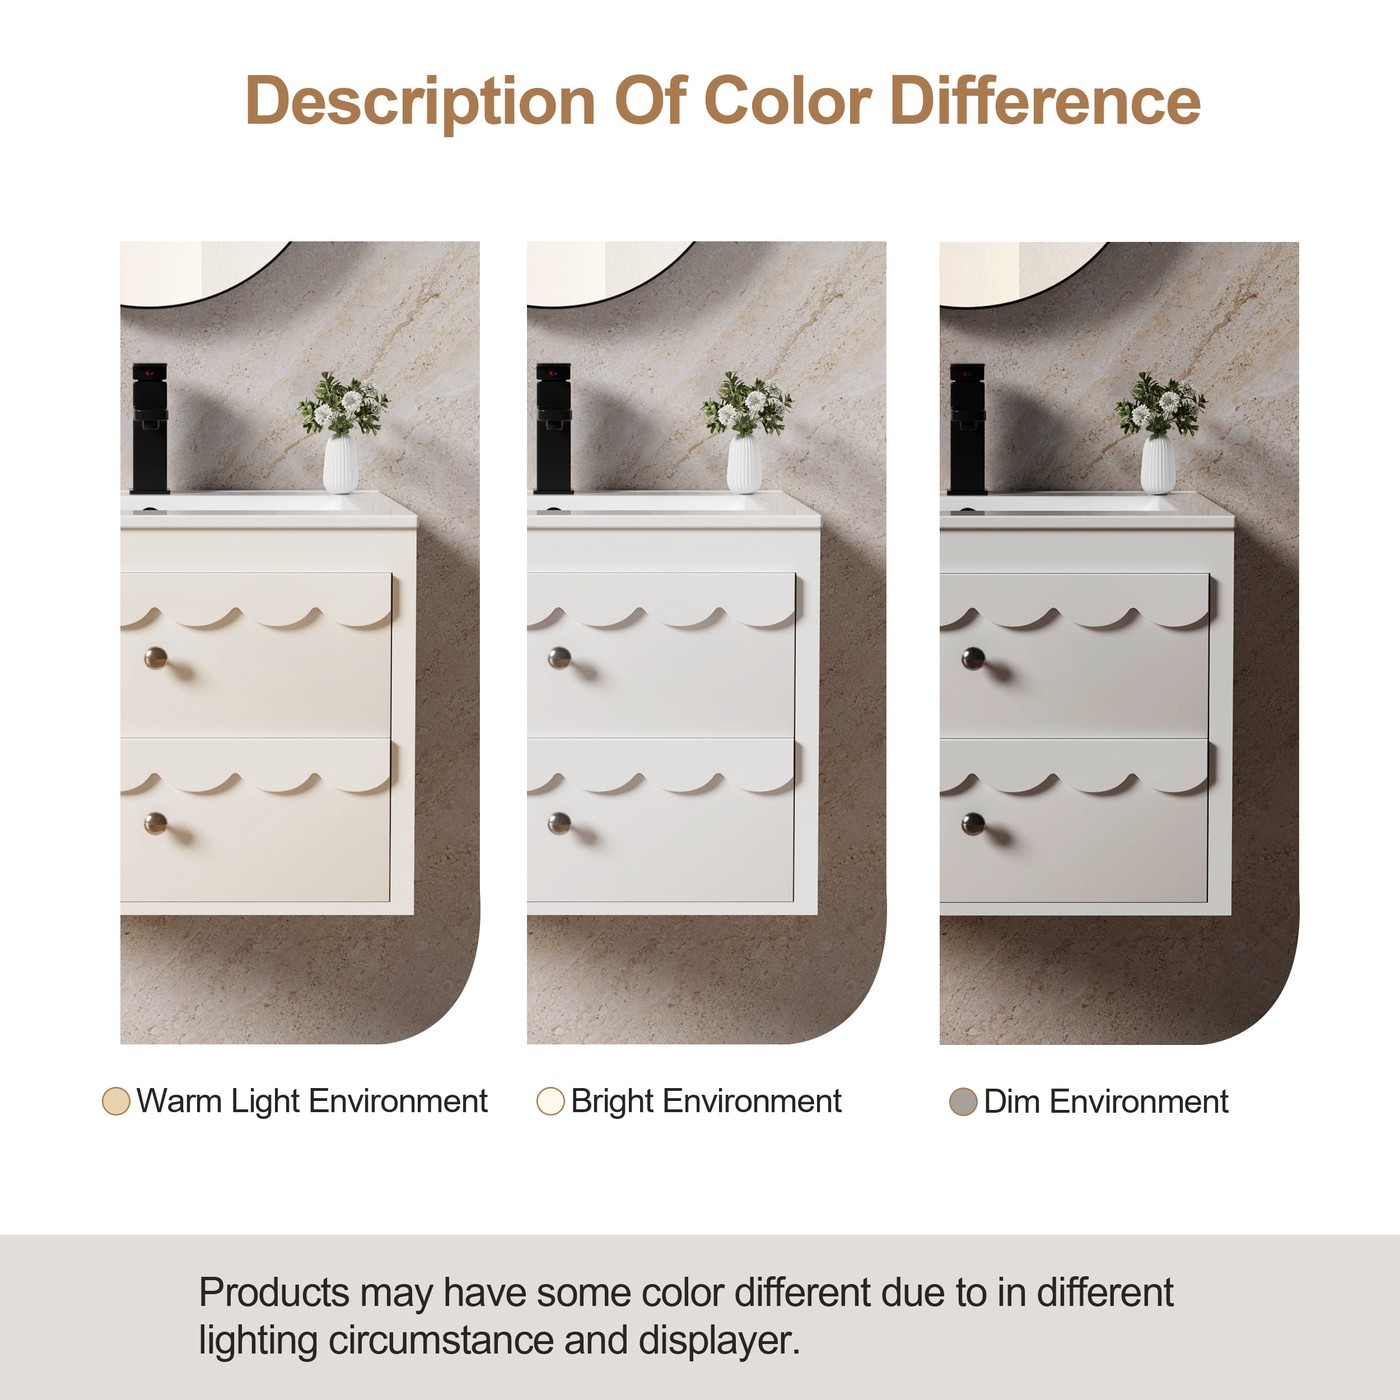 Description Of Color Difference
Warm Light Environment
Bright Environment
Dim Environment
Products may have some color different due to in different
lighting circumstance and displayer.